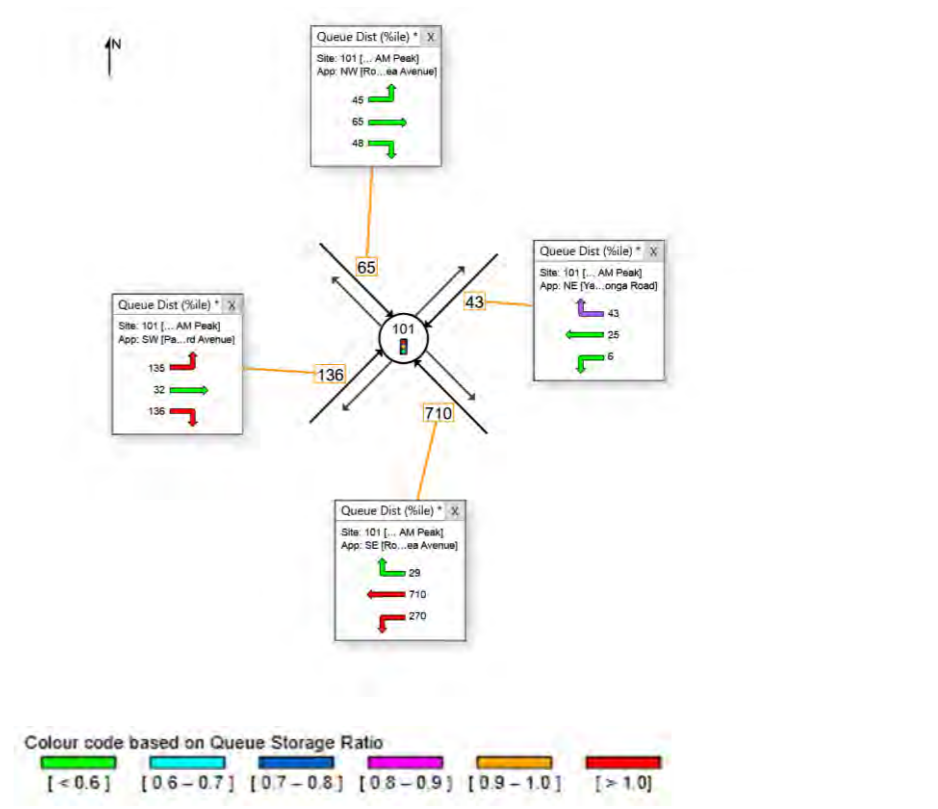 N
Queue Dist (%ile) * X
Site: 101 [... AM Peak]
App: NW [Ro...ea Avenue]
45
65
48
65
Queue Dist (%ile) * X
Site: 101 [... AM Peak]
App: NE [Ye...onga Road]
43
25
6
43
Queue Dist (%ile) * X
Site: 101 [... AM Peak]
App: SW [Pa...rd Avenue]
135
32
136
136
101
710
Queue Dist (%ile) * X
Site: 101 [... AM Peak]
App: SE [Ro...ea Avenue]
29
710
270
Colour code based on Queue Storage Ratio
[ < 0.6 ] [ 0.6 – 0.7 ] [ 0.7 – 0.8 ] [ 0.8 – 0.9 ] [ 0.9 – 1.0 ] [ > 1.0 ]